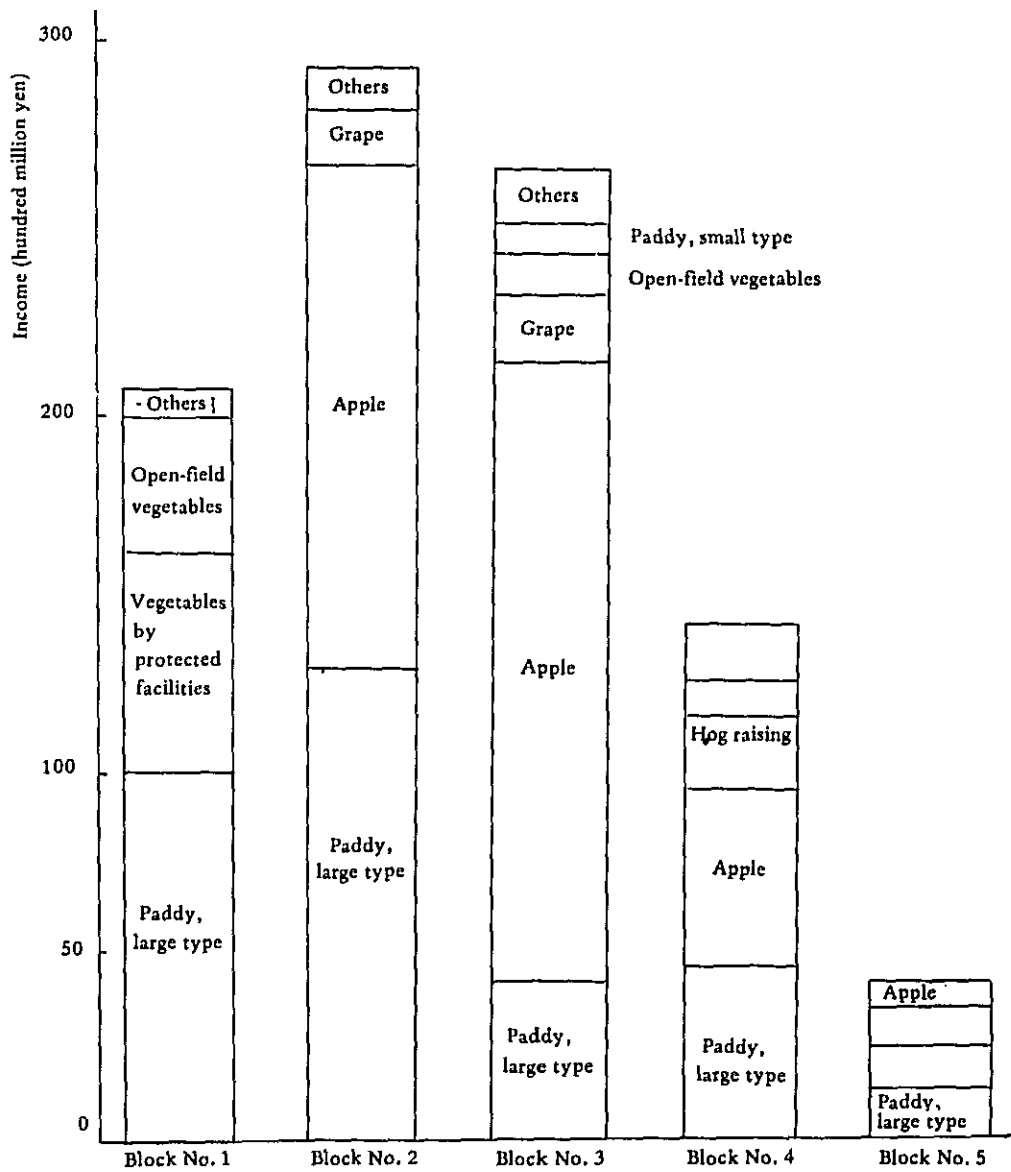 Income (hundred million yen)
300
200
100
50
0
- Others }
Open-field
vegetables
Vegetables
by
protected
facilities
Paddy,
large type
Block No. 1
Others
Grape
Apple
Paddy,
large type
Block No. 2
Others
Paddy, small type
Open-field vegetables
Grape
Apple
Paddy,
large type
Block No. 3
Hog raising
Apple
Paddy,
large type
Block No. 4
Apple
Paddy,
large type
Block No. 5